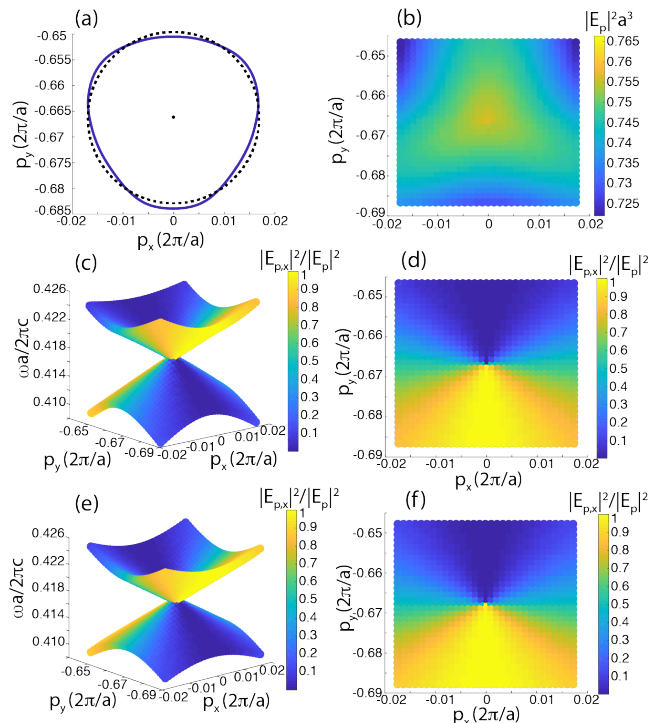 (a)
-0.65
-0.655
-0.66
-0.665
-0.67
-0.675
-0.68
-0.685
p_y(2π/a)
-0.02 -0.01 0 0.01 0.02
p_x(2π/a)
(b)
|E_p|^2a^3
-0.65
-0.66
-0.67
-0.68
-0.69
p_y(2π/a)
-0.02 -0.01 0 0.01 0.02
p_x(2π/a)
0.765
0.76
0.755
0.75
0.745
0.74
0.735
0.73
0.725
(c)
|E_p,x|^2/|E_p|^2
0.426
0.422
0.418
0.414
0.410
ωa/2πc
-0.65
-0.67
-0.69
p_y(2π/a)
-0.02 -0.01 0 0.01 0.02
p_x(2π/a)
1
0.9
0.8
0.7
0.6
0.5
0.4
0.3
0.2
0.1
(d)
|E_p,x|^2/|E_p|^2
-0.65
-0.66
-0.67
-0.68
-0.69
p_y(2π/a)
-0.02 -0.01 0 0.01 0.02
p_x(2π/a)
1
0.9
0.8
0.7
0.6
0.5
0.4
0.3
0.2
0.1
(e)
|E_p,x|^2/|E_p|^2
0.426
0.422
0.418
0.414
0.410
ωa/2πc
-0.65
-0.67
-0.69
p_y(2π/a)
-0.02 -0.01 0 0.01 0.02
p_x(2π/a)
1
0.9
0.8
0.7
0.6
0.5
0.4
0.3
0.2
0.1
(f)
|E_p,x|^2/|E_p|^2
-0.65
-0.66
-0.67
-0.68
-0.69
p_y(2π/a)
-0.02 -0.01 0 0.01 0.02
p_x(2π/a)
1
0.9
0.8
0.7
0.6
0.5
0.4
0.3
0.2
0.1